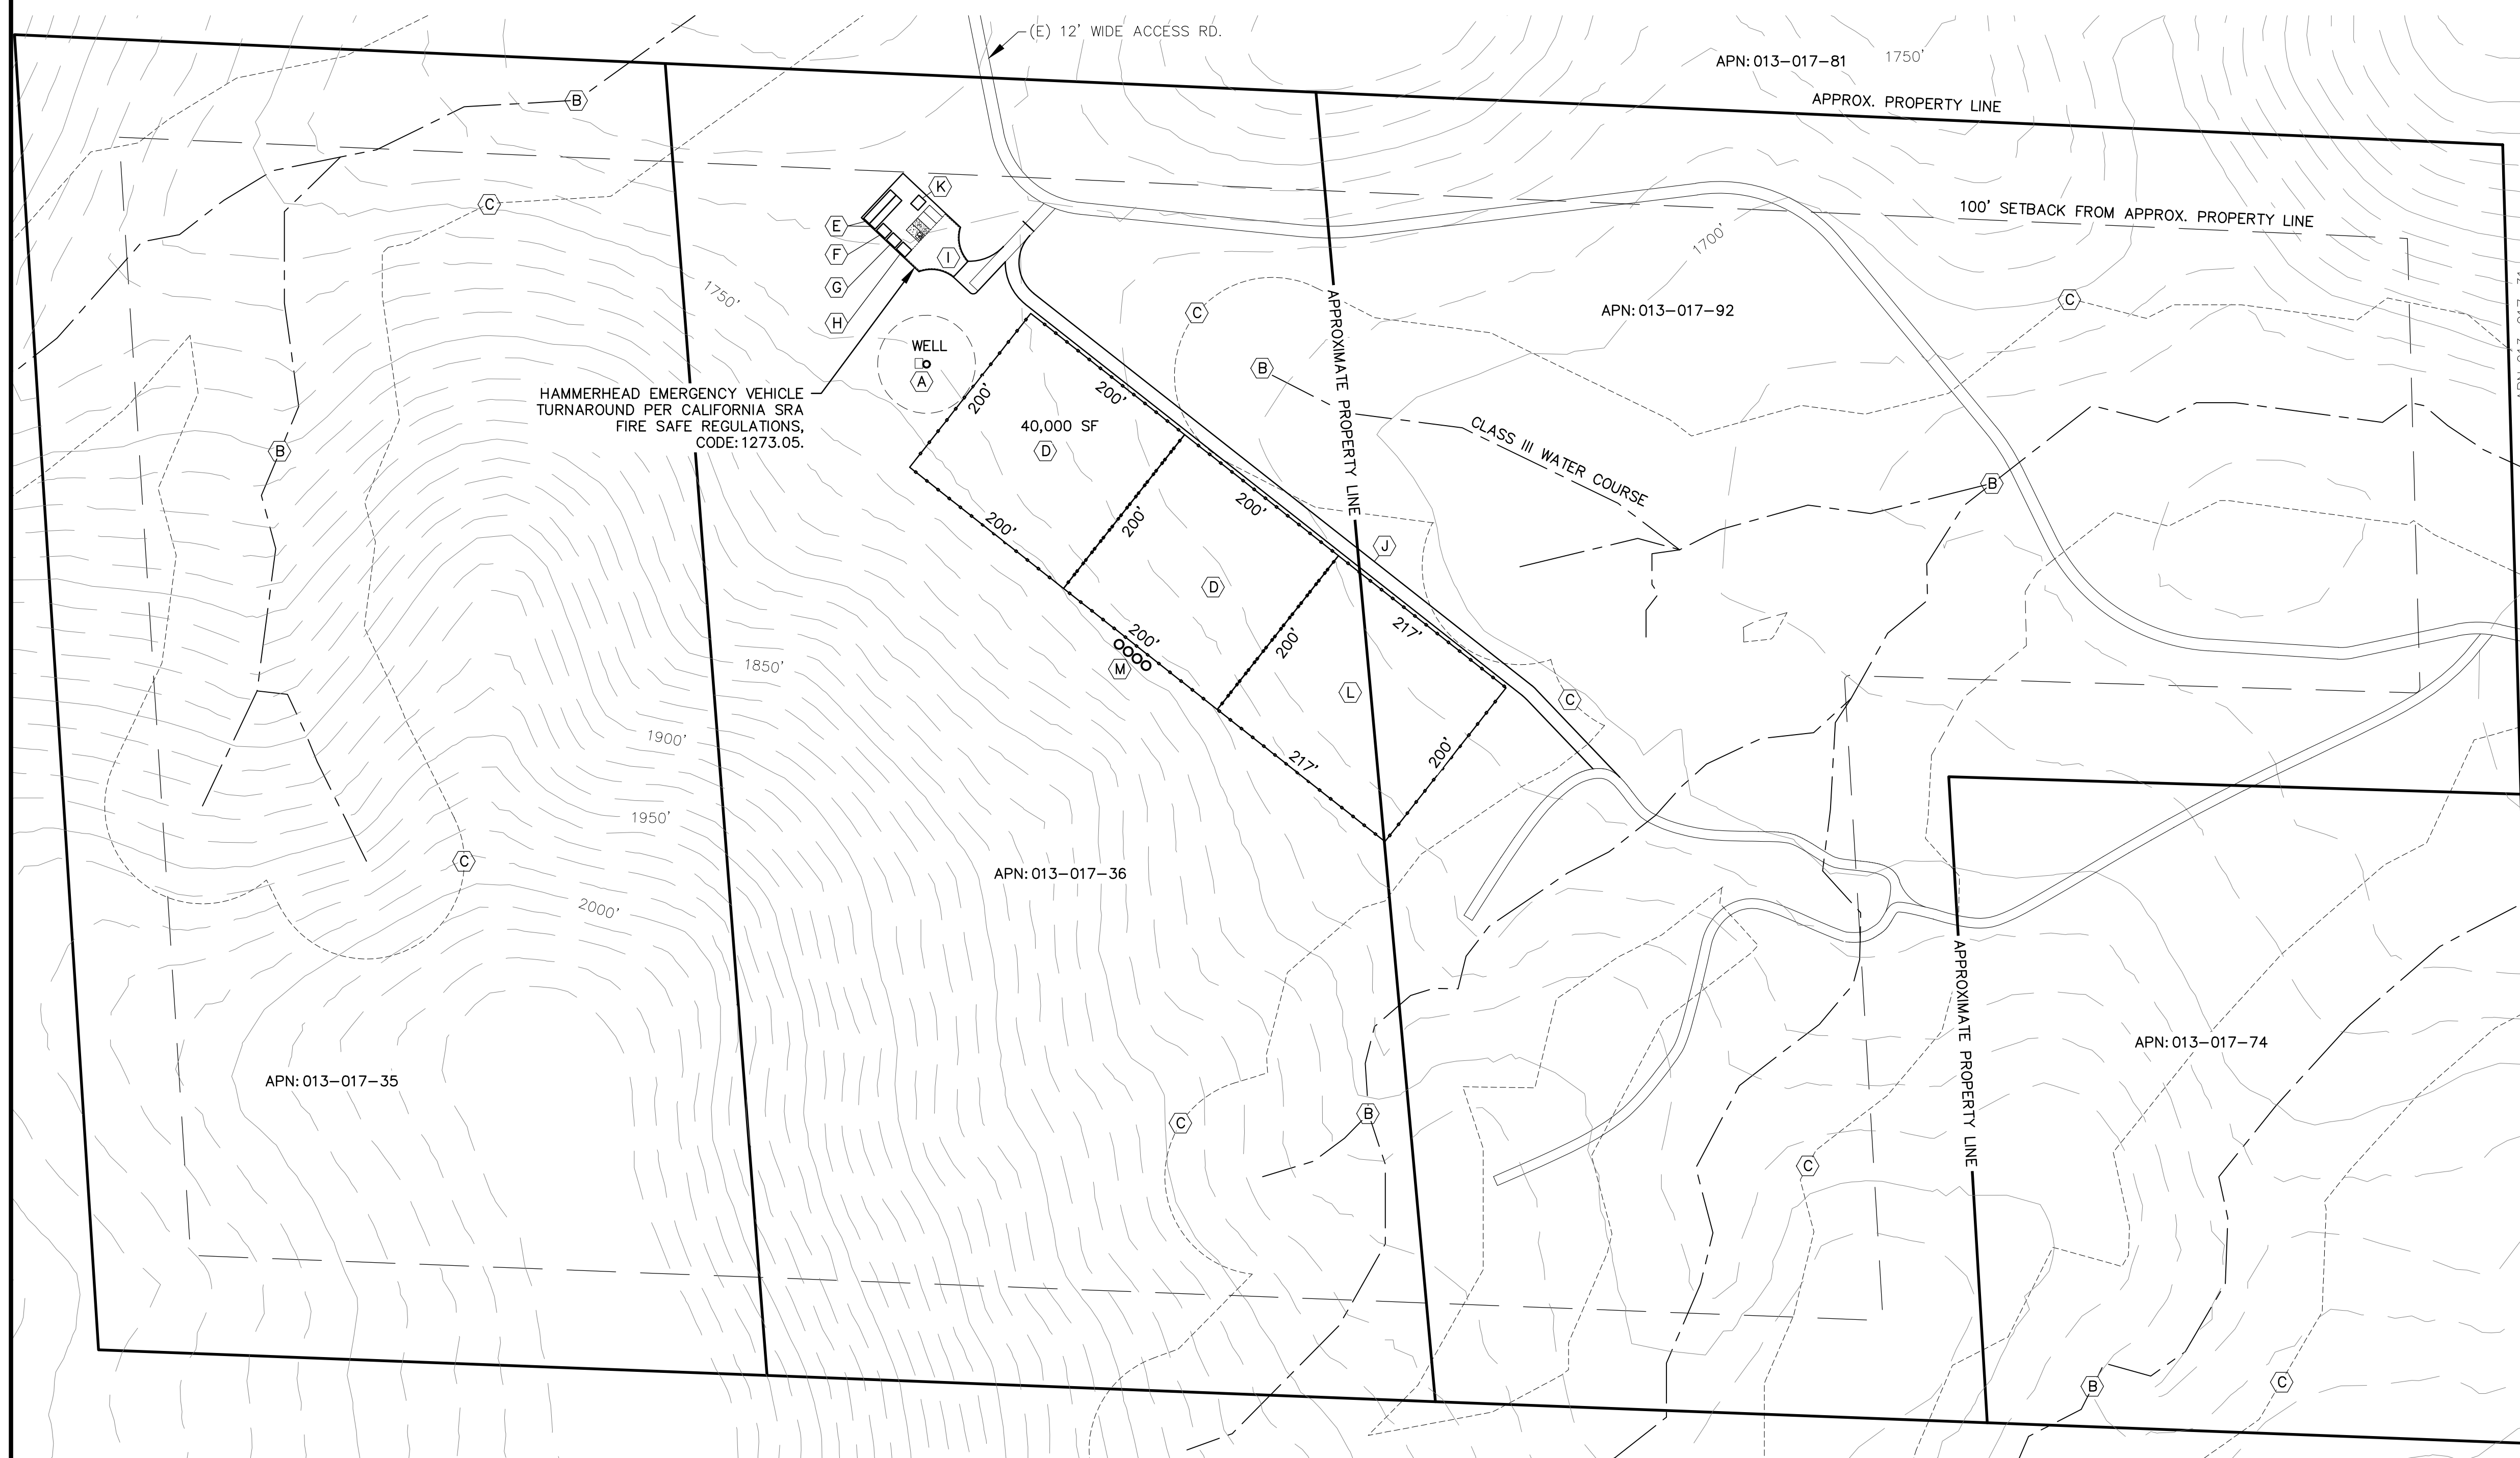 (E) 12' WIDE ACCESS RD.
APN: 013-017-81
1750'
APPROX. PROPERTY LINE
B
K
C
E
F
I
G
H
100' SETBACK FROM APPROX. PROPERTY LINE
1700'
1750'
C
C
APN: 013-017-92
WELL
A
B
APPROXIMATE PROPERTY LINE
HAMMERHEAD EMERGENCY VEHICLE
TURNAROUND PER CALIFORNIA SRA
FIRE SAFE REGULATIONS,
CODE: 1273.05.
200'
200'
40,000 SF
D
B
CLASS III WATER COURSE
B
200'
200'
200'
J
D
200'
M
200'
217'
L
C
1850'
1900'
217'
200'
1950'
C
APN: 013-017-36
2000'
APPROXIMATE PROPERTY LINE
APN: 013-017-35
APN: 013-017-74
B
C
C
B
C